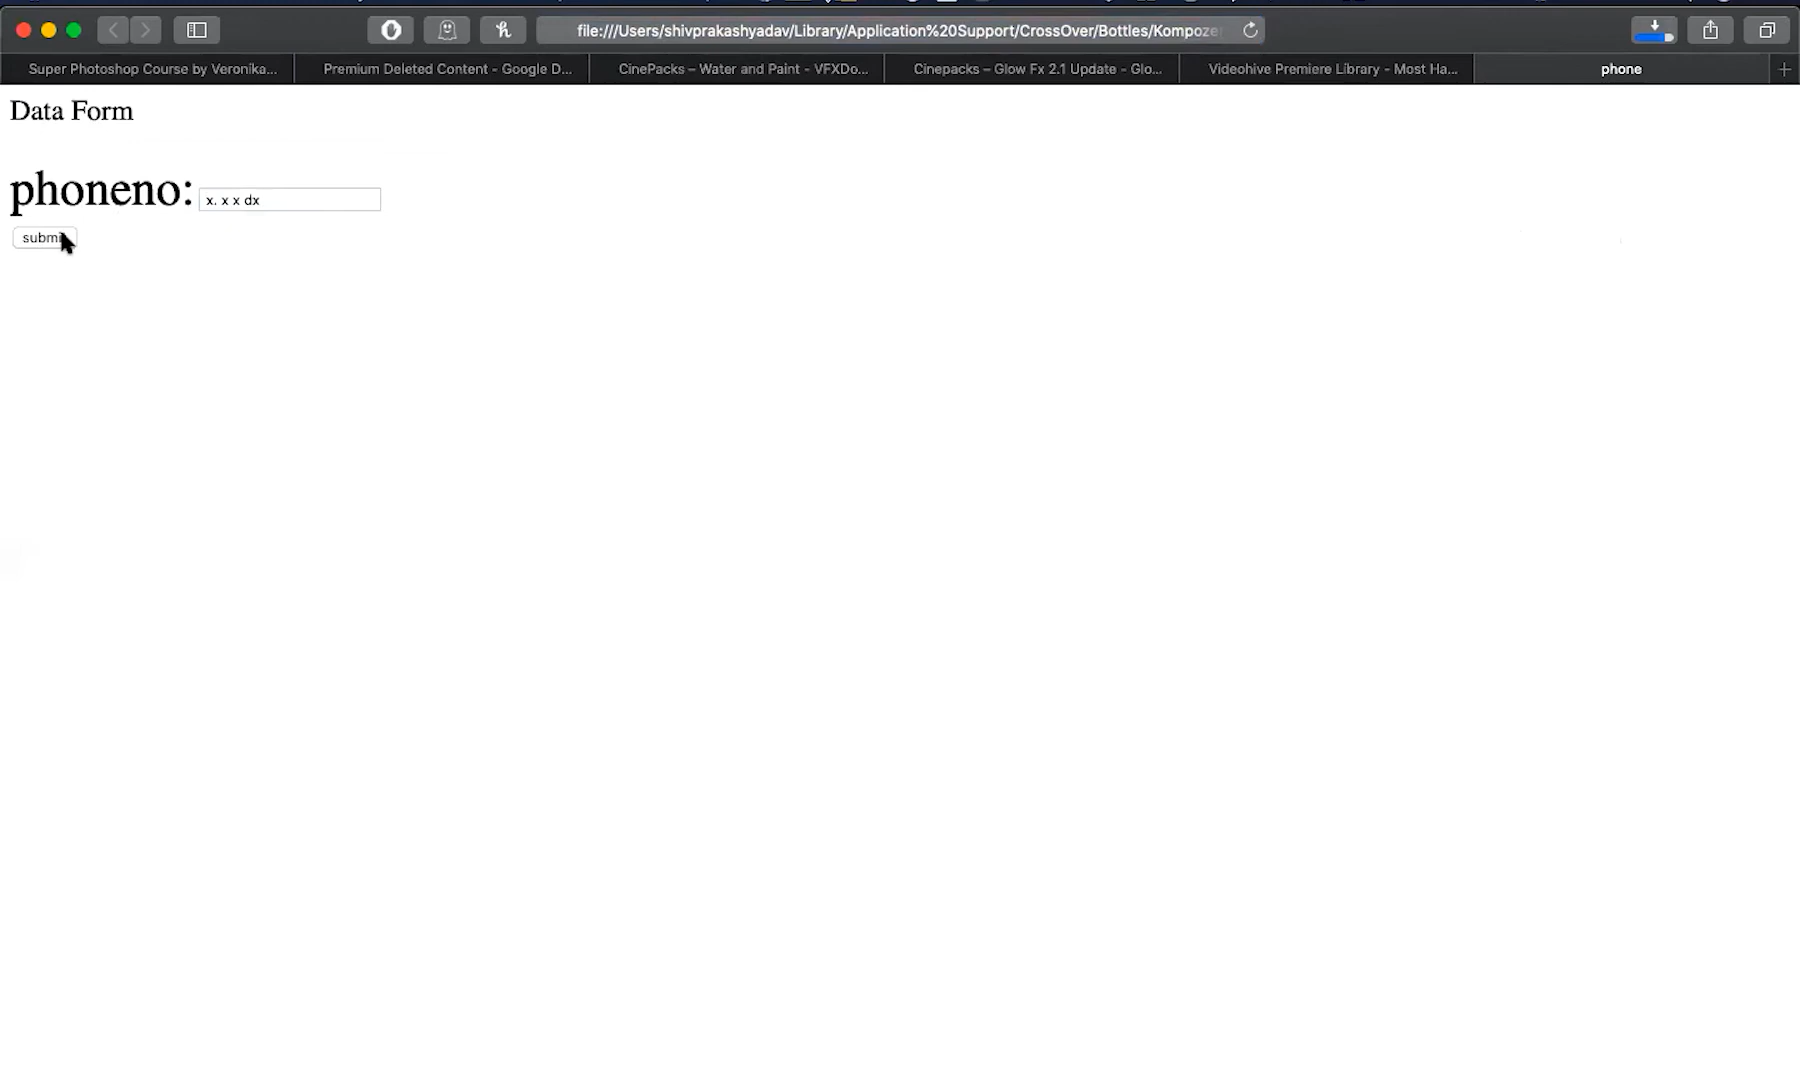 file:///Users/shivprakashyadav/Library/Application%20Support/CrossOver/Bottles/Kompoze
Super Photoshop Course by Veronika...
Premium Deleted Content - Google D...
CinePacks – Water and Paint - VFXDo...
Cinepacks – Glow Fx 2.1 Update - Glo...
Videohive Premiere Library - Most Ha...
phone
Data Form
phoneno: x. x x dx
submi